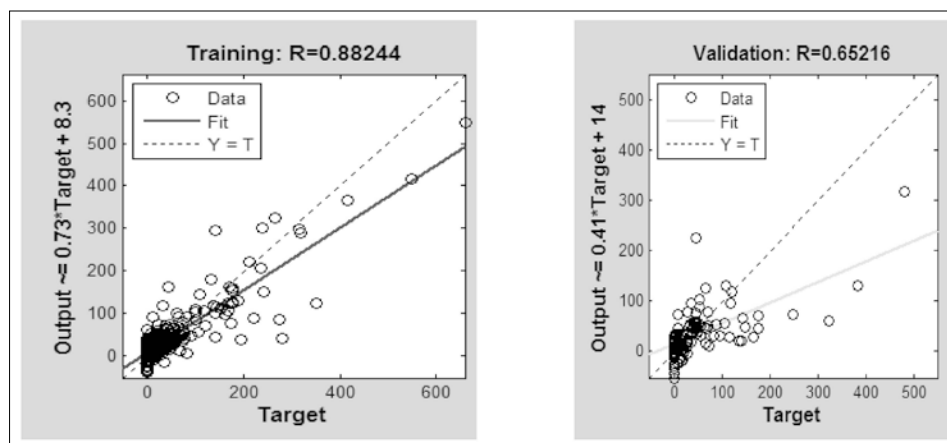 Training: R=0.88244
Output ~= 0.73*Target + 8.3
600
500
400
300
200
100
0
Data
Fit
Y = T
0
200
400
600
Target
Validation: R=0.65216
Output ~= 0.41*Target + 14
500
400
300
200
100
0
Data
Fit
Y = T
0
100
200
300
400
500
Target